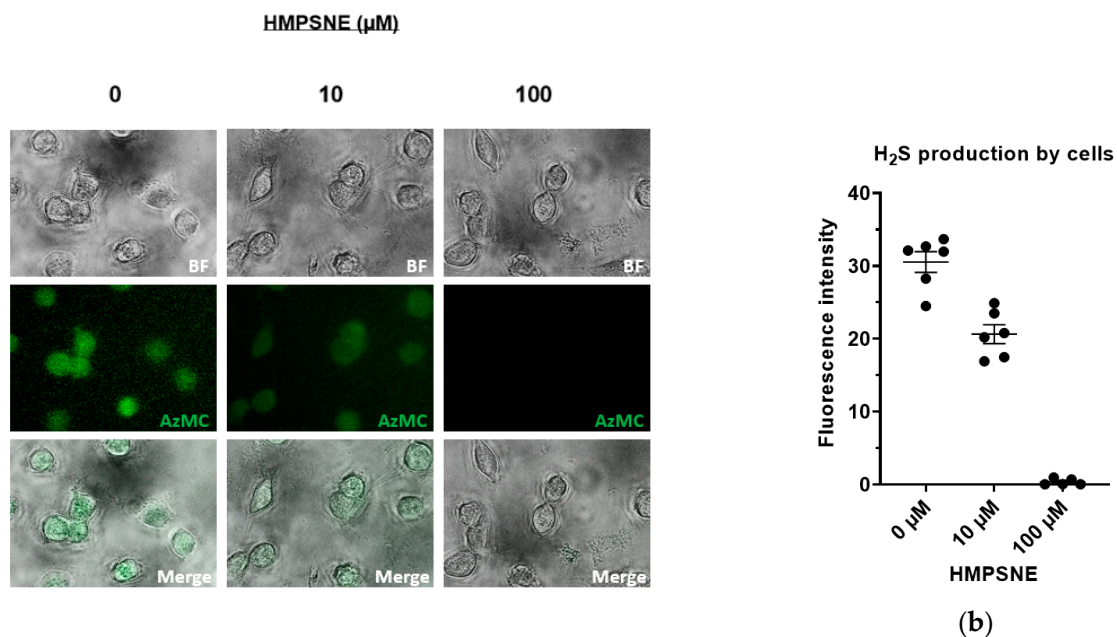 HMPSNE (µM)
0 10 100
BF BF BF
AzMC AzMC AzMC
Merge Merge Merge
H₂S production by cells
Fluorescence intensity
40
30
20
10
0
0 µM 10 µM 100 µM
HMPSNE
(b)